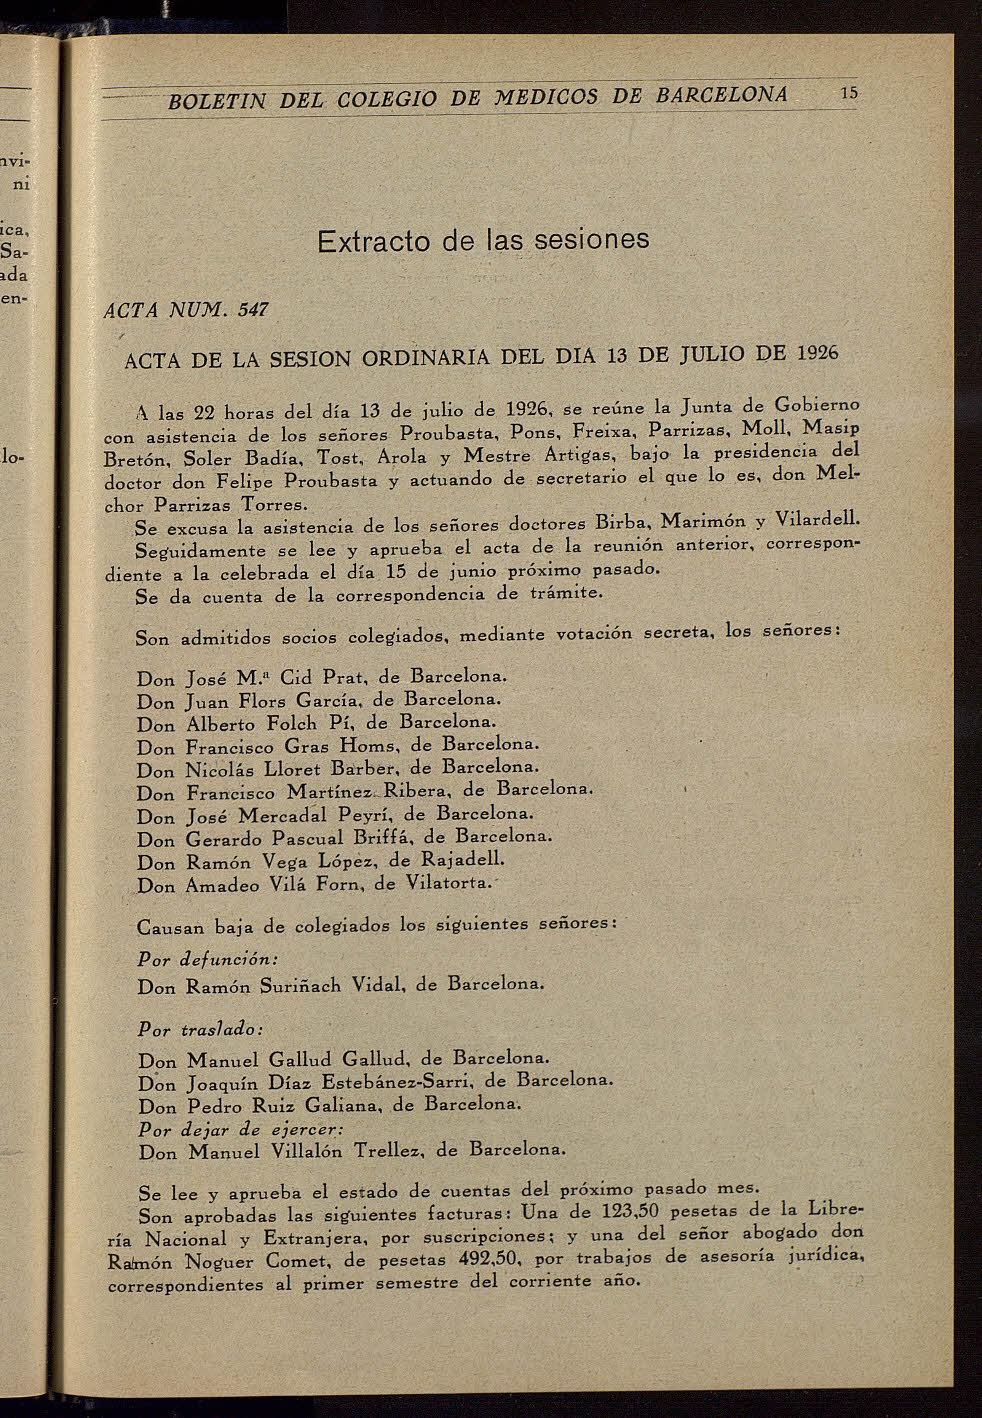 BOLETIN DEL COLEGIO DE MEDICOS DE BARCELONA 15
nvi-
ni
ica,
Sa-
ada
en-
lo-
Extracto de las sesiones
ACTA NUM. 547
ACTA DE LA SESION ORDINARIA DEL DIA 13 DE JULIO DE 1926
A las 22 horas del día 13 de julio de 1926, se reúne la Junta de Gobierno
con asistencia de los señores Proubasta, Pons, Freixa, Parrizas, Moll, Masip
Bretón, Soler Badía, Tost, Arola y Mestre Artigas, bajo la presidencia del
doctor don Felipe Proubasta y actuando de secretario el que lo es, don Mel-
chor Parrizas Torres.
Se excusa la asistencia de los señores doctores Birba, Marimón y Vilardell.
Seguidamente se lee y aprueba el acta de la reunión anterior, correspon-
diente a la celebrada el día 15 de junio próximo pasado.
Se da cuenta de la correspondencia de trámite.
Son admitidos socios colegiados, mediante votación secreta, los señores:
Don José M.ª Cid Prat, de Barcelona.
Don Juan Flors García, de Barcelona.
Don Alberto Folch Pí, de Barcelona.
Don Francisco Gras Homs, de Barcelona.
Don Nicolás Lloret Barber, de Barcelona.
Don Francisco Martínez Ribera, de Barcelona.
Don José Mercadal Peyrí, de Barcelona.
Don Gerardo Pascual Briffá, de Barcelona.
Don Ramón Vega López, de Rajadell.
Don Amadeo Vilá Forn, de Vilatorta.
Causan baja de colegiados los siguientes señores:
Por defunción:
Don Ramón Suriñach Vidal, de Barcelona.
Por traslado:
Don Manuel Gallud Gallud, de Barcelona.
Don Joaquín Díaz Estebánez-Sarri, de Barcelona.
Don Pedro Ruiz Galiana, de Barcelona.
Por dejar de ejercer:
Don Manuel Villalón Trellez, de Barcelona.
Se lee y aprueba el estado de cuentas del próximo pasado mes.
Son aprobadas las siguientes facturas: Una de 123,50 pesetas de la Libre-
ría Nacional y Extranjera, por suscripciones; y una del señor abogado don
Ramón Noguer Comet, de pesetas 492,50, por trabajos de asesoría jurídica,
correspondientes al primer semestre del corriente año.